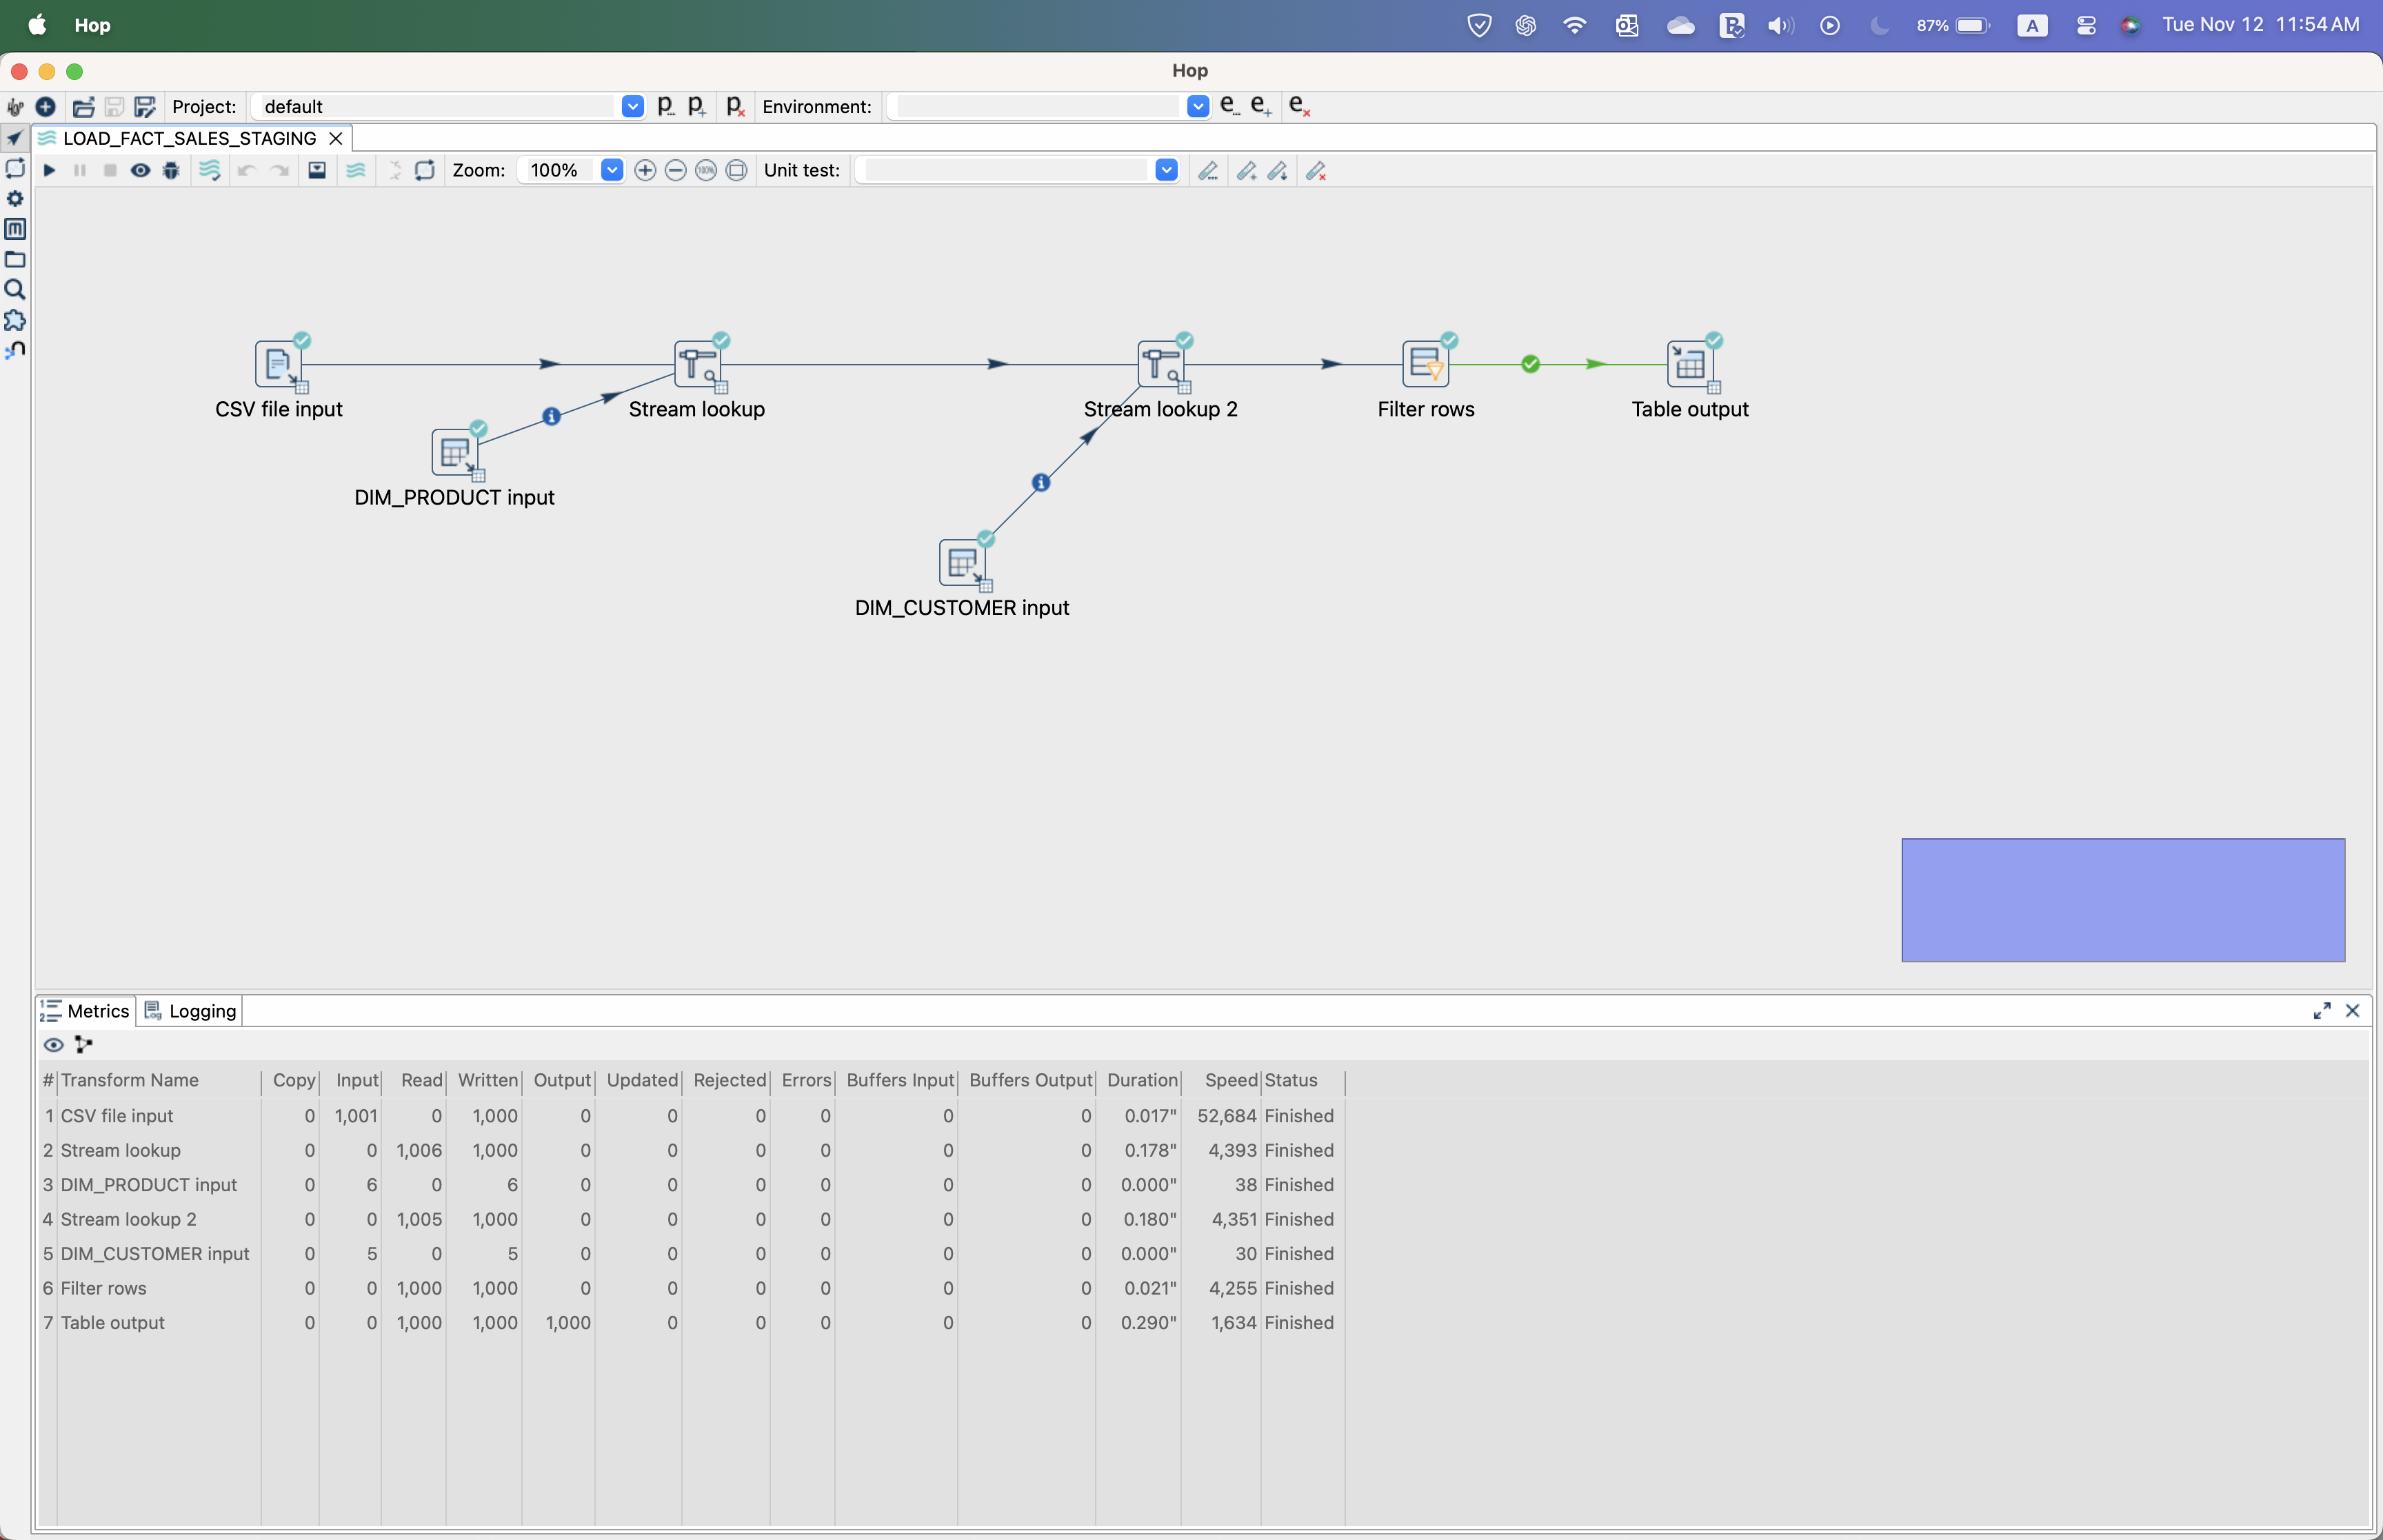 Hop
87%
A
Tue Nov 12 11:54 AM
Hop
Project: default
Environment:
LOAD_FACT_SALES_STAGING
Zoom: 100%
Unit test:
CSV file input
Stream lookup
Stream lookup 2
Filter rows
Table output
DIM_PRODUCT input
DIM_CUSTOMER input
Metrics
Logging
# Transform Name Copy Input Read Written Output Updated Rejected Errors Buffers Input Buffers Output Duration Speed Status
1 CSV file input 0 1,001 0 1,000 0 0 0 0 0 0 0.017" 52,684 Finished
2 Stream lookup 0 0 1,006 1,000 0 0 0 0 0 0 0.178" 4,393 Finished
3 DIM_PRODUCT input 0 6 0 6 0 0 0 0 0 0 0.000" 38 Finished
4 Stream lookup 2 0 0 1,005 1,000 0 0 0 0 0 0 0.180" 4,351 Finished
5 DIM_CUSTOMER input 0 5 0 5 0 0 0 0 0 0 0.000" 30 Finished
6 Filter rows 0 0 1,000 1,000 0 0 0 0 0 0 0.021" 4,255 Finished
7 Table output 0 0 1,000 1,000 1,000 0 0 0 0 0 0.290" 1,634 Finished